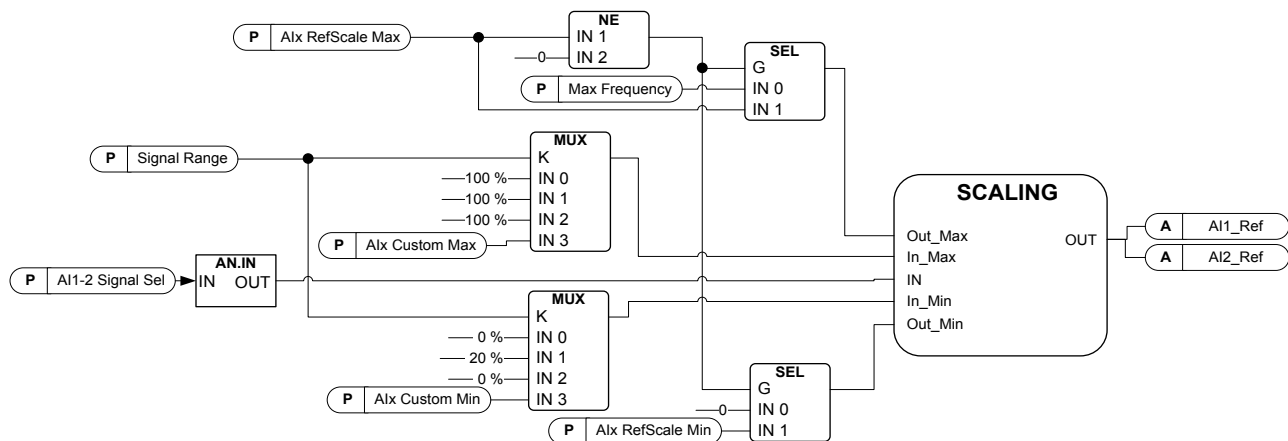 NE
P AIx RefScale Max
IN 1
0 IN 2
SEL
G
P Max Frequency
IN 0
IN 1
MUX
P Signal Range
K
100 % IN 0
100 % IN 1
100 % IN 2
P AIx Custom Max
IN 3
SCALING
Out_Max
In_Max
IN
In_Min
Out_Min
OUT
A AI1_Ref
A AI2_Ref
AN.IN
P AI1-2 Signal Sel
IN OUT
MUX
K
0 % IN 0
20 % IN 1
0 % IN 2
P AIx Custom Min
IN 3
SEL
G
0 IN 0
P AIx RefScale Min
IN 1